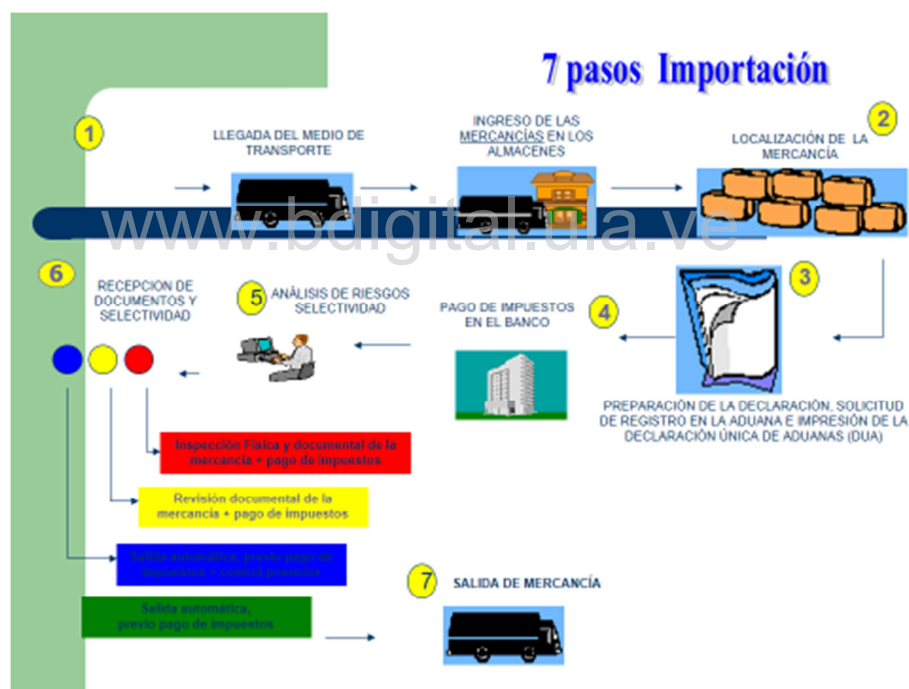 7 pasos Importación
1
LLEGADA DEL MEDIO DE
TRANSPORTE
INGRESO DE LAS
MERCANCÍAS EN LOS
ALMACENES
2
LOCALIZACIÓN DE LA
MERCANCÍA
www.bdigital.ula.ve
3
PREPARACIÓN DE LA DECLARACIÓN, SOLICITUD
DE REGISTRO EN LA ADUANA E IMPRESIÓN DE LA
DECLARACIÓN ÚNICA DE ADUANAS (DUA)
4
PAGO DE IMPUESTOS
EN EL BANCO
5
ANÁLISIS DE RIESGOS
SELECTIVIDAD
6
RECEPCION DE
DOCUMENTOS Y
SELECTIVIDAD
Inspección Física y documental de la
mercancía + pago de impuestos
Revisión documental de la
mercancía + pago de impuestos
Salida automática, previo pago de
impuestos + control posterior
Salida automática,
previo pago de impuestos
7
SALIDA DE MERCANCÍA